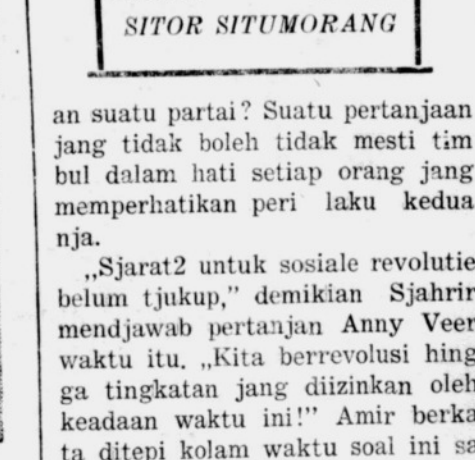 SITOR SITUMORANG
an suatu partai? Suatu pertanjaan
jang tidak boleh tidak mesti tim
bul dalam hati setiap orang jang
memperhatikan peri laku kedua
nja.
„Sjarat2 untuk sosiale revolutie
belum tjukup,” demikian Sjahrir
mendjawab pertanjan Anny Veer
waktu itu. „Kita berrevolusi hing
ga tingkatan jang diizinkan oleh
keadaan waktu ini!” Amir berka
ta ditepi kolam waktu soal ini sa